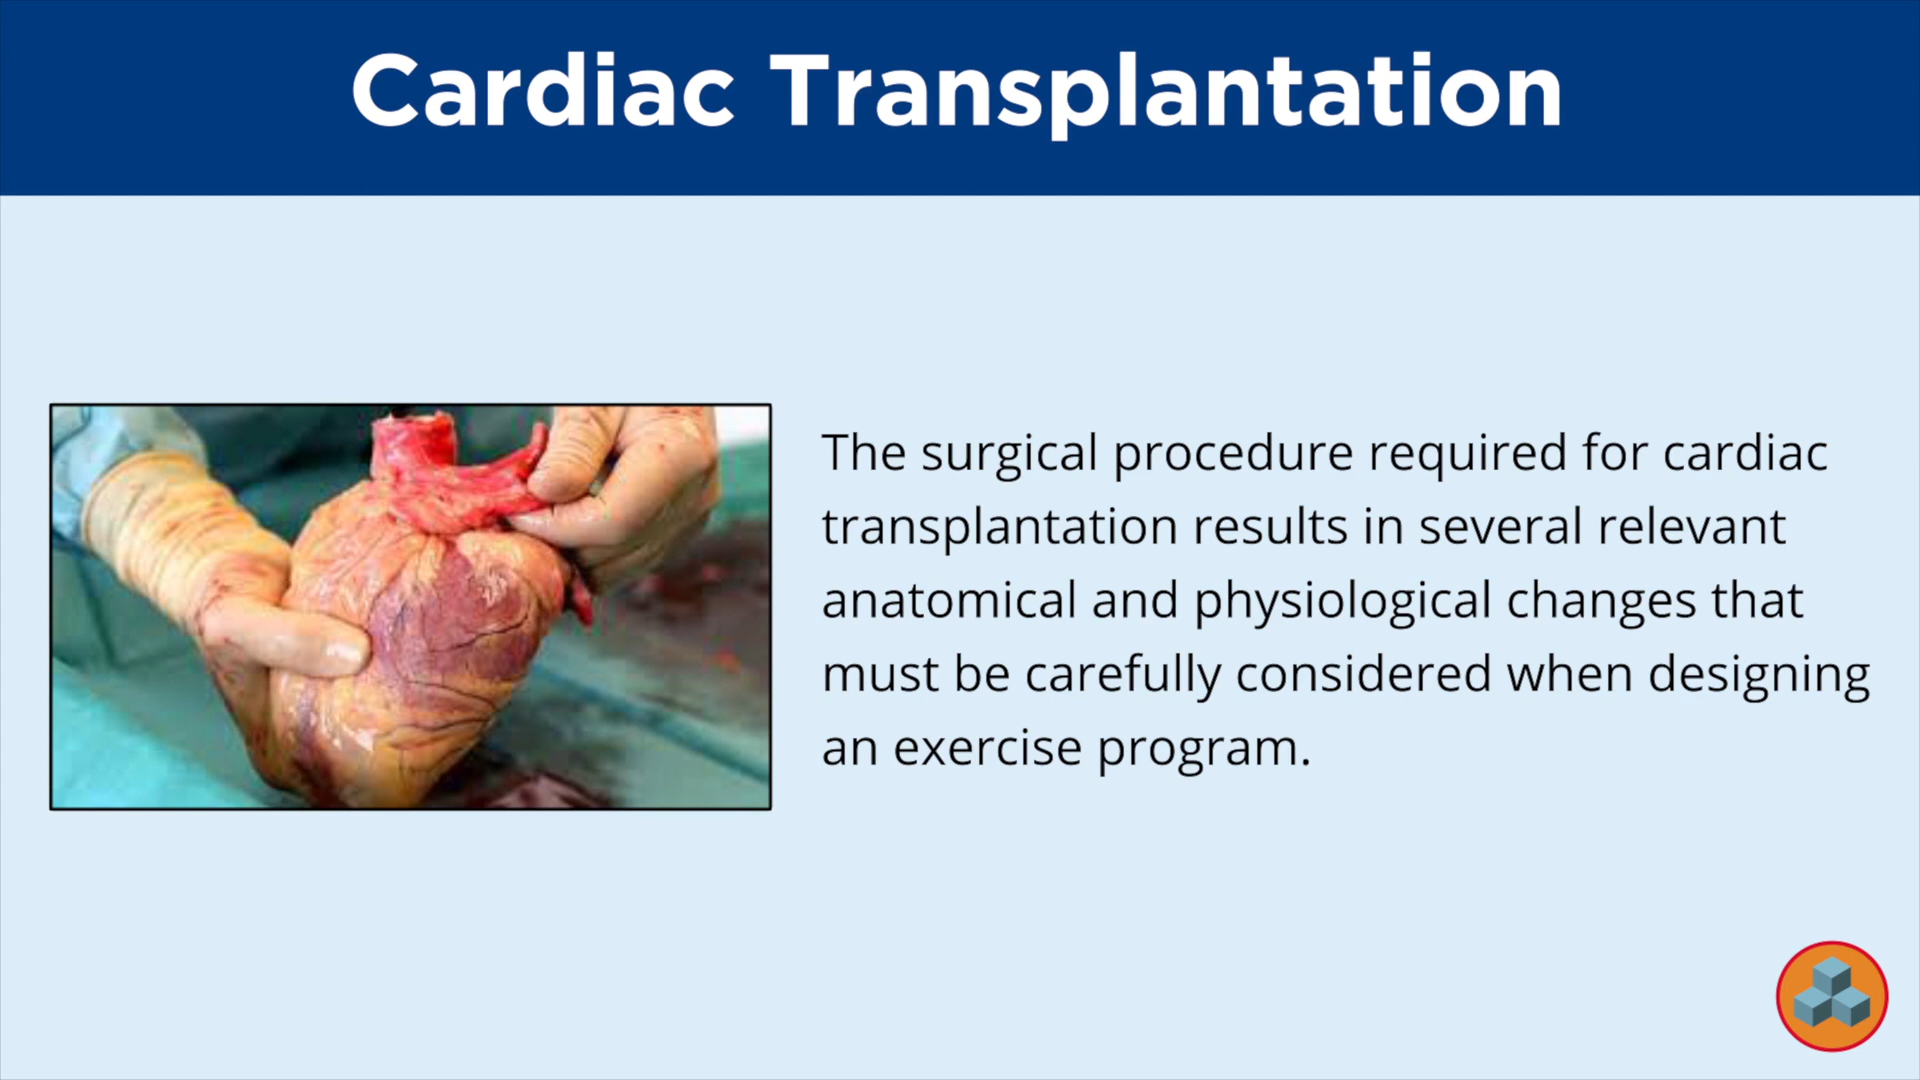 Cardiac Transplantation
The surgical procedure required for cardiac
transplantation results in several relevant
anatomical and physiological changes that
must be carefully considered when designing
an exercise program.